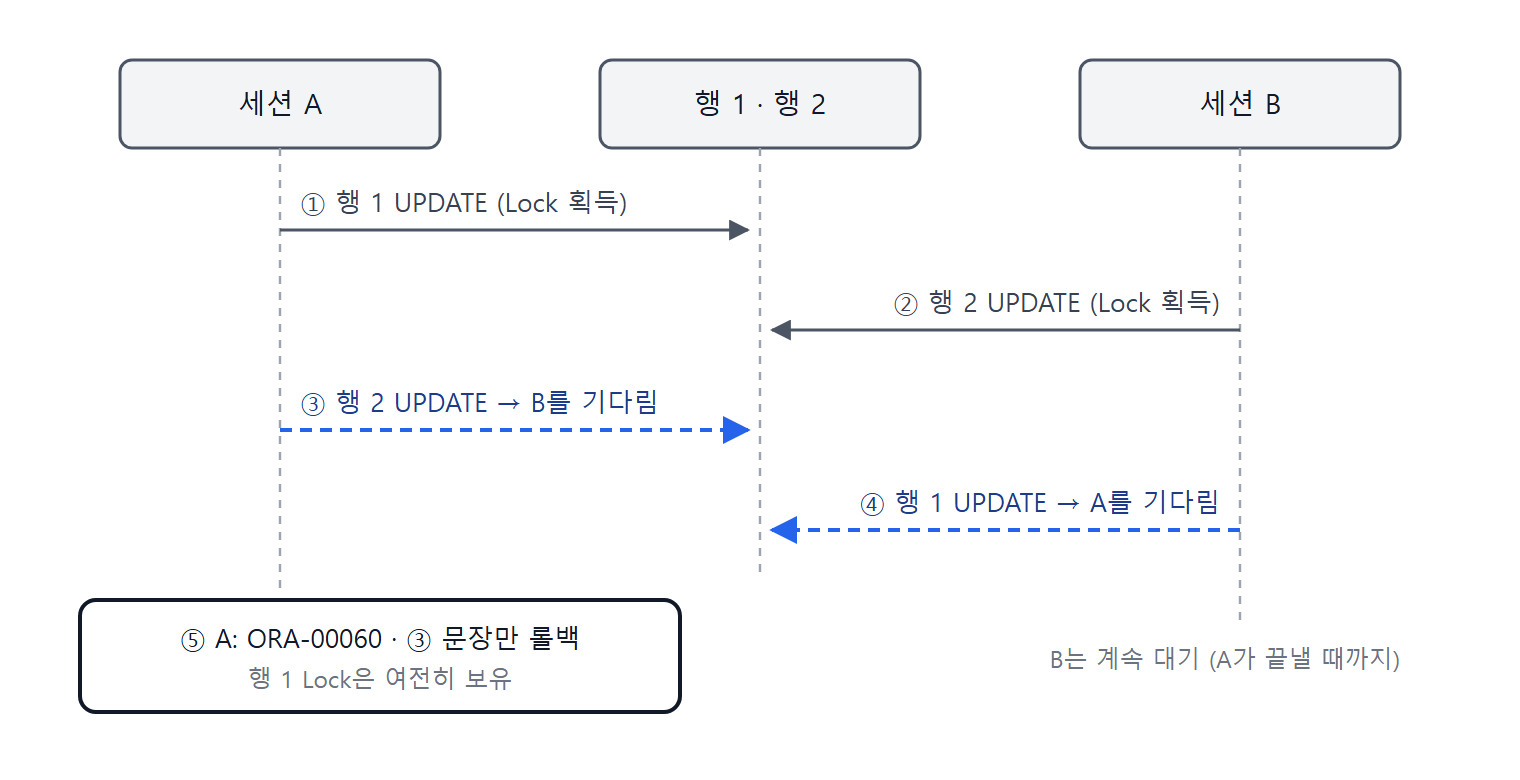 세션 A
행 1 · 행 2
세션 B
① 행 1 UPDATE (Lock 획득)
② 행 2 UPDATE (Lock 획득)
③ 행 2 UPDATE → B를 기다림
④ 행 1 UPDATE → A를 기다림
⑤ A: ORA-00060 · ③ 문장만 롤백
행 1 Lock은 여전히 보유
B는 계속 대기 (A가 끝낼 때까지)